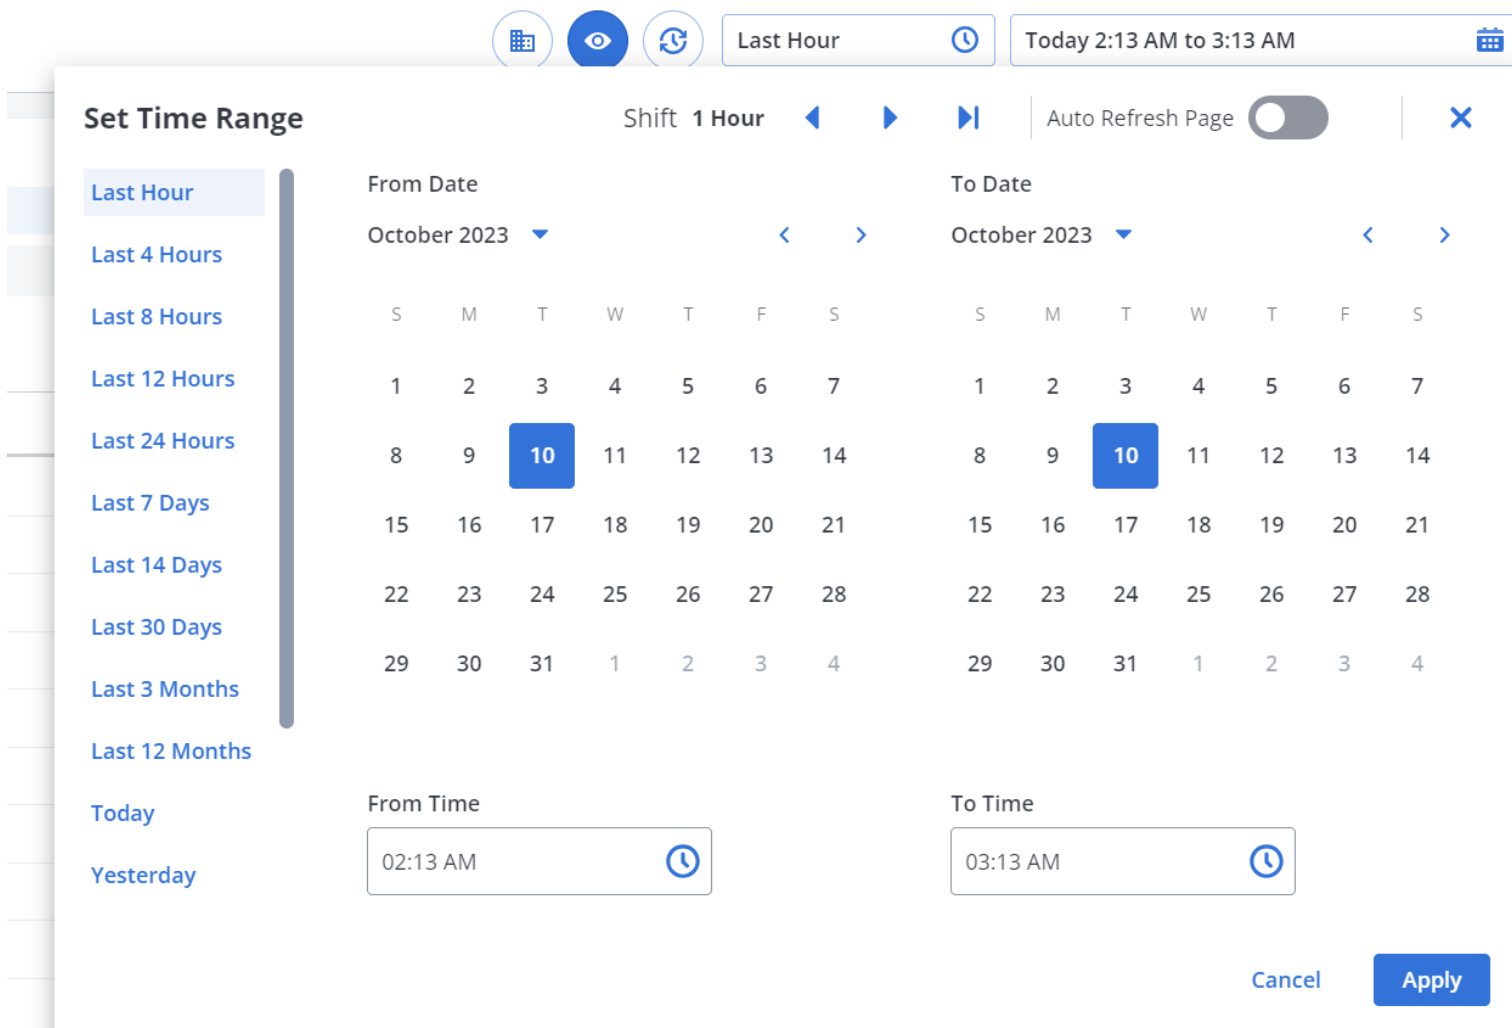 Last Hour
Today 2:13 AM to 3:13 AM
Set Time Range
Shift 1 Hour
Auto Refresh Page
Last Hour
Last 4 Hours
Last 8 Hours
Last 12 Hours
Last 24 Hours
Last 7 Days
Last 14 Days
Last 30 Days
Last 3 Months
Last 12 Months
Today
Yesterday
From Date
October 2023
S M T W T F S
1 2 3 4 5 6 7
8 9 10 11 12 13 14
15 16 17 18 19 20 21
22 23 24 25 26 27 28
29 30 31 1 2 3 4
From Time
02:13 AM
To Date
October 2023
S M T W T F S
1 2 3 4 5 6 7
8 9 10 11 12 13 14
15 16 17 18 19 20 21
22 23 24 25 26 27 28
29 30 31 1 2 3 4
To Time
03:13 AM
Cancel
Apply